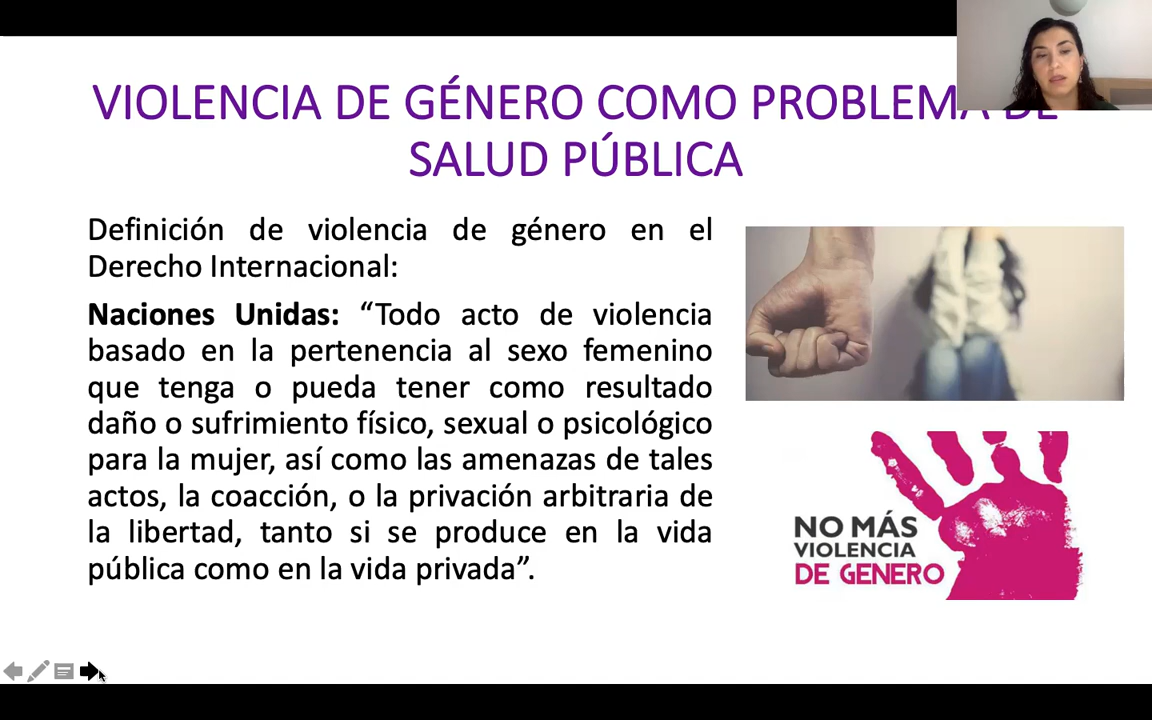 VIOLENCIA DE GÉNERO COMO PROBLEMA DE
SALUD PÚBLICA
Definición de violencia de género en el
Derecho Internacional:
Naciones Unidas: “Todo acto de violencia
basado en la pertenencia al sexo femenino
que tenga o pueda tener como resultado
daño o sufrimiento físico, sexual o psicológico
para la mujer, así como las amenazas de tales
actos, la coacción, o la privación arbitraria de
la libertad, tanto si se produce en la vida
pública como en la vida privada”.
NO MÁS
VIOLENCIA
DE GENERO